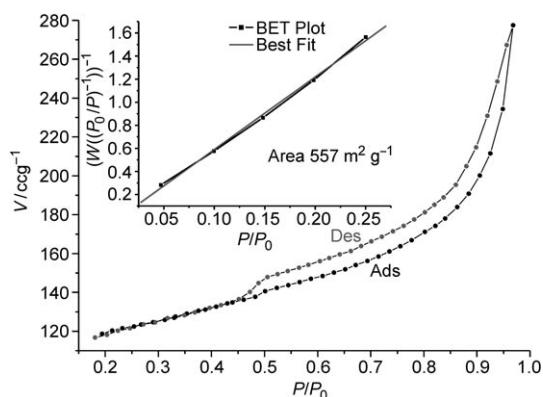 280
260
240
220
200
180
160
140
120
V/ccg⁻¹
0.2 0.3 0.4 0.5 0.6 0.7 0.8 0.9 1.0
P/P₀
1.6
1.4
1.2
1.0
0.8
0.6
0.4
0.2
(W((P₀/P)⁻¹))⁻¹
BET Plot
Best Fit
Area 557 m² g⁻¹
0.05 0.10 0.15 0.20 0.25
P/P₀
Des
Ads